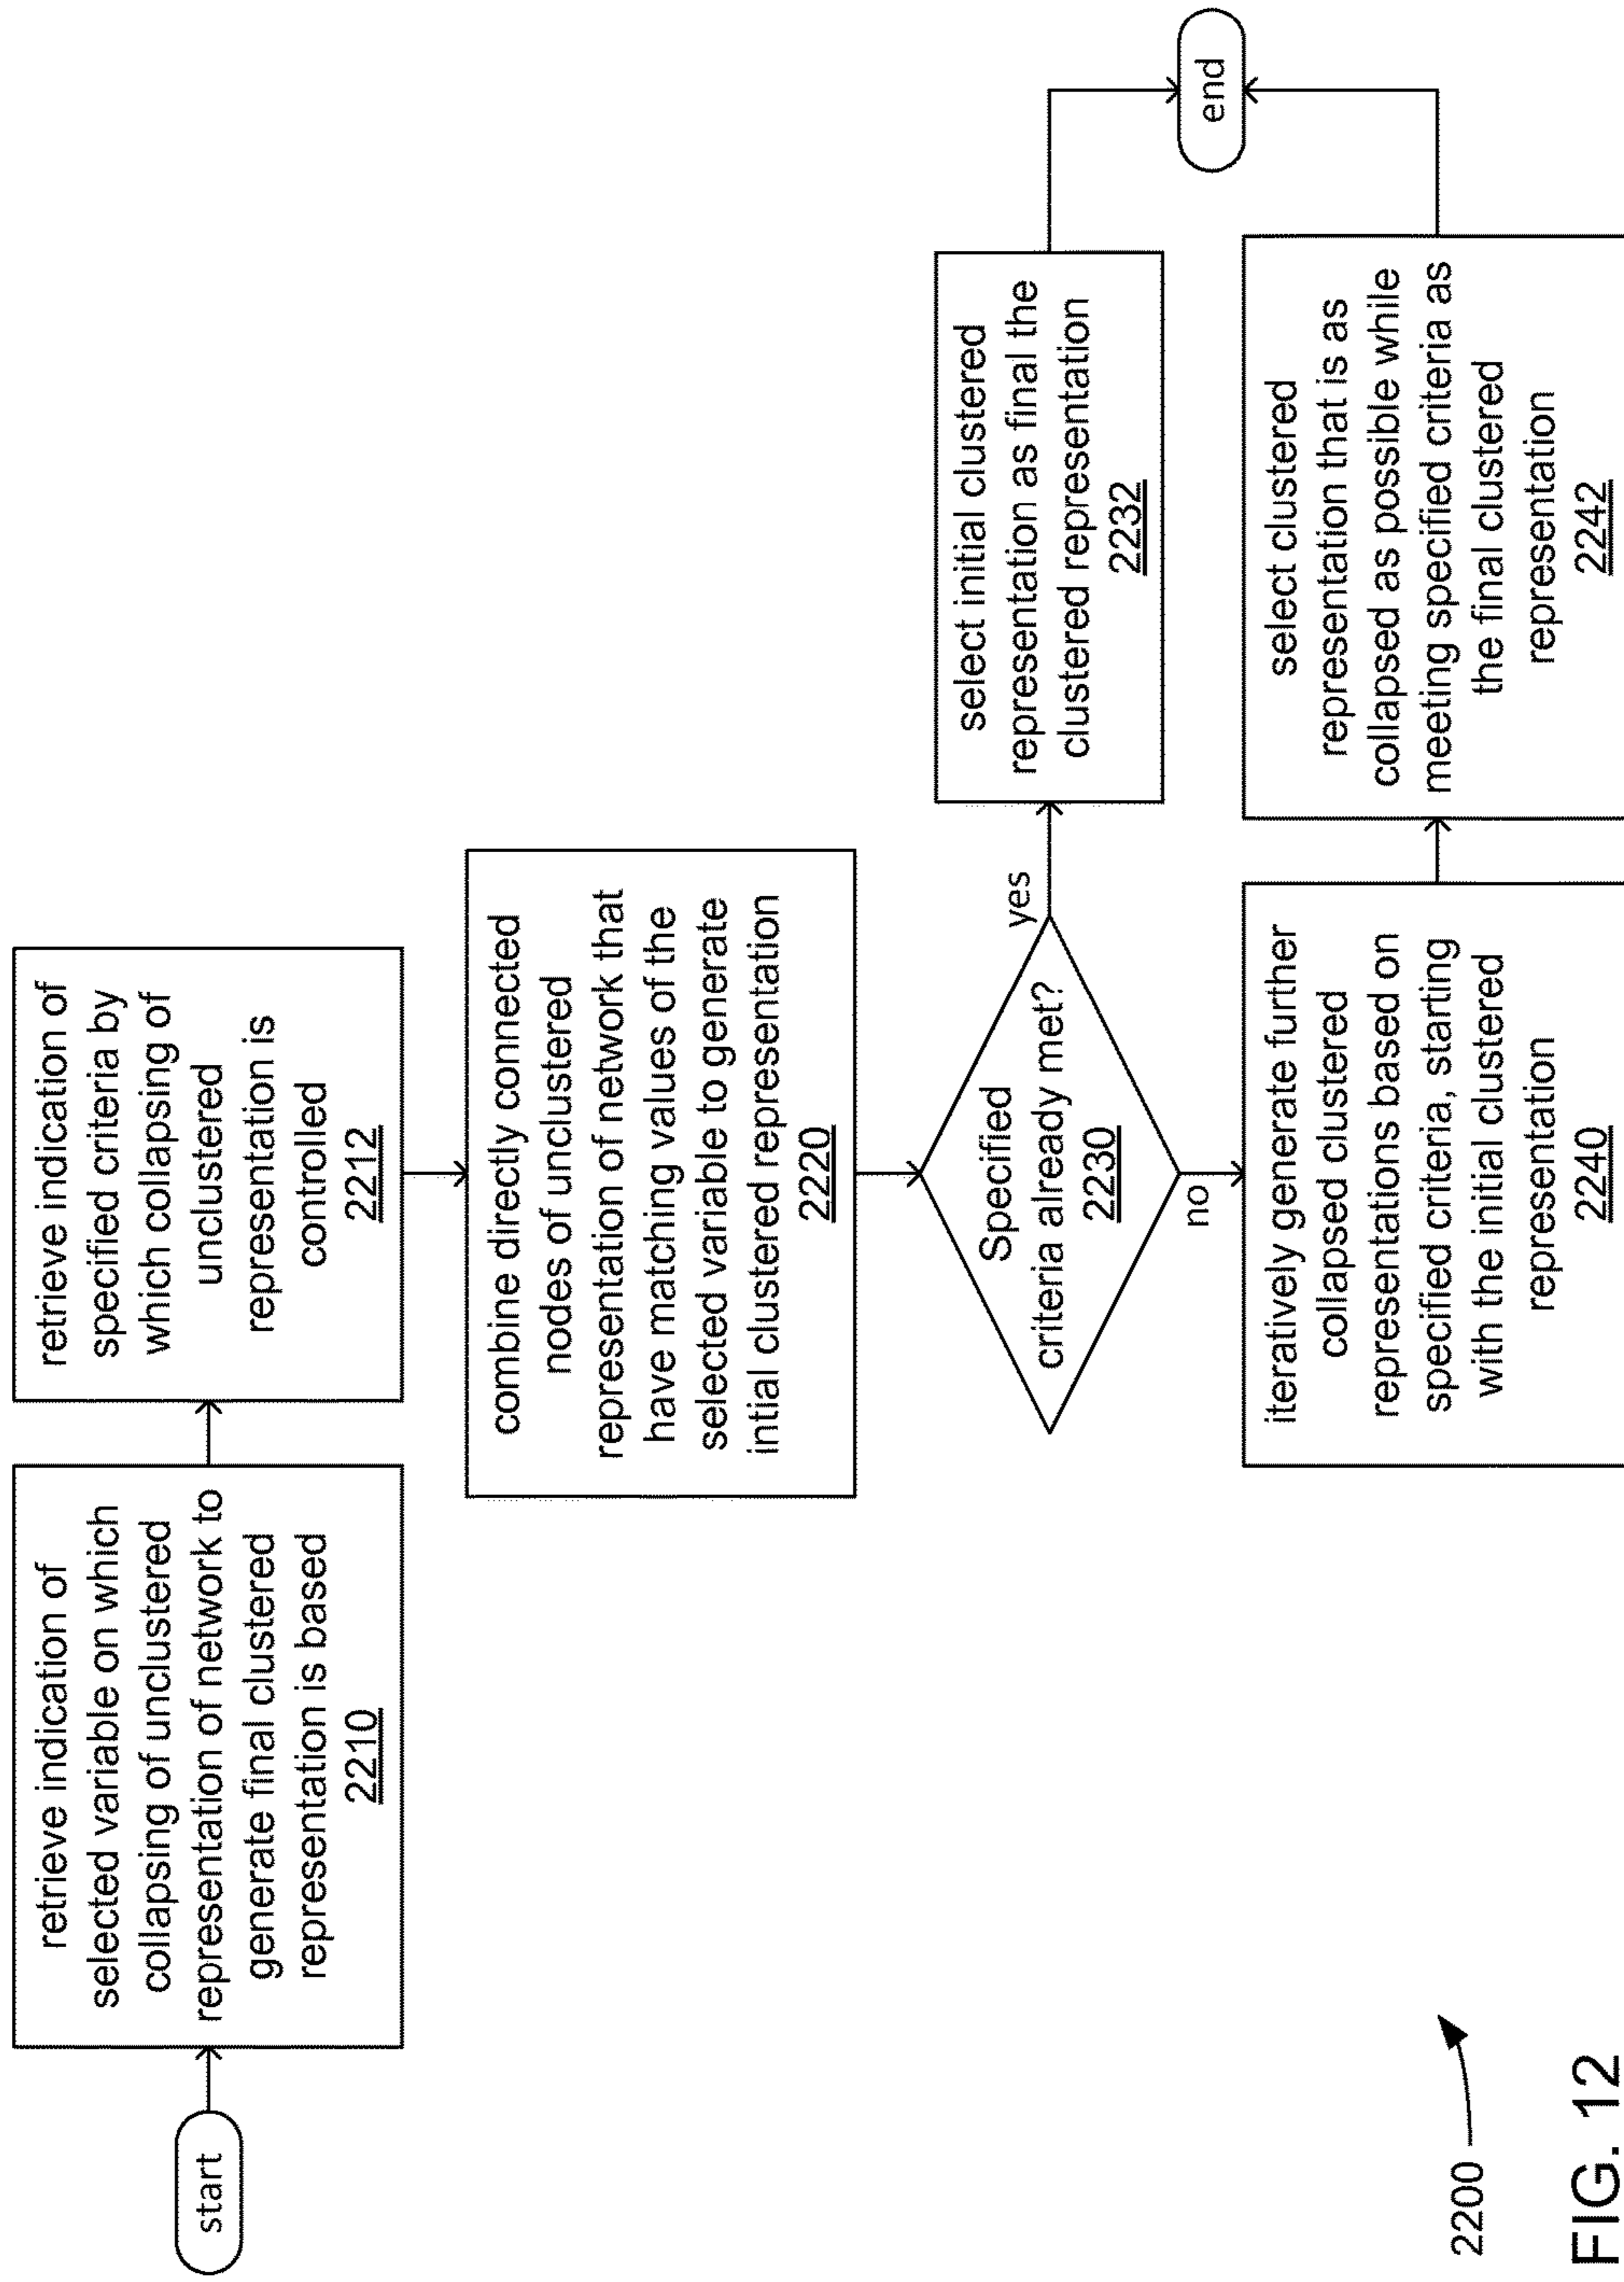 start
retrieve indication of
selected variable on which
collapsing of unclustered
representation of network to
generate final clustered
representation is based
2210
retrieve indication of
specified criteria by
which collapsing of
unclustered
representation is
controlled
2212
combine directly connected
nodes of unclustered
representation of network that
have matching values of the
selected variable to generate
intial clustered representation
2220
Specified
criteria already met?
2230
yes
select initial clustered
representation as final the
clustered representation
2232
no
iteratively generate further
collapsed clustered
representations based on
specified criteria, starting
with the initial clustered
representation
2240
select clustered
representation that is as
collapsed as possible while
meeting specified criteria as
the final clustered
representation
2242
end
2200
FIG. 12